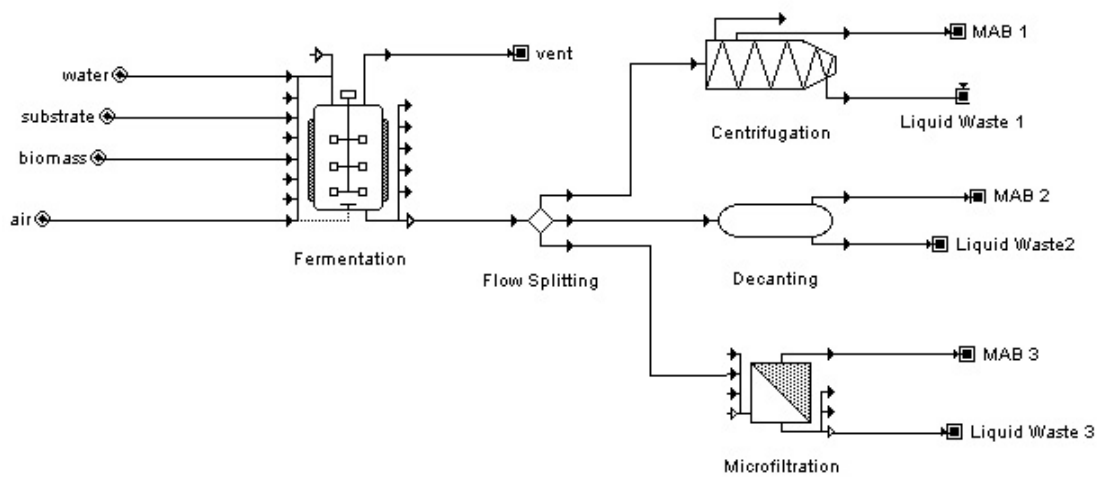 MAB 1
vent
water
substrate
Centrifugation
Liquid Waste 1
biomass
MAB 2
air
Liquid Waste2
Fermentation
Flow Splitting
Decanting
MAB 3
Liquid Waste 3
Microfiltration